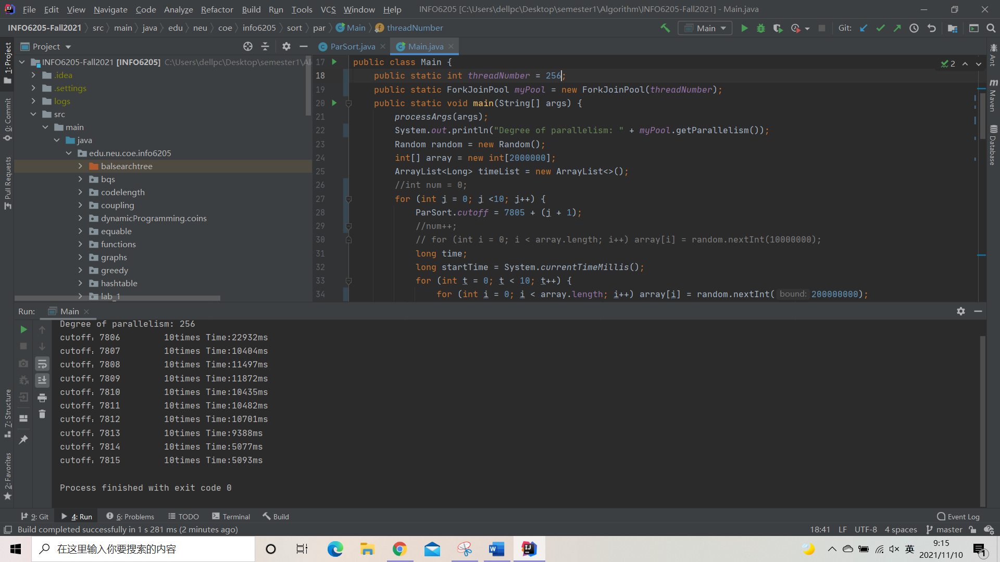 File Edit View Navigate Code Analyze Refactor Build Run Tools VCS Window Help INFO6205 [C:\Users\dellpc\Desktop\semester1\Algorithm\INFO6205-Fall2021] - Main.java
INFO6205-Fall2021 src main java edu neu coe info6205 sort par Main threadNumber
Main
Git:
Project
ParSort.java
Main.java
INFO6205-Fall2021 [INFO6205] C:\Users\dellpc\Desktop\semester1\Al
.idea
.settings
logs
src
main
java
edu.neu.coe.info6205
balsearchtree
bqs
codelength
coupling
dynamicProgramming.coins
equable
functions
graphs
greedy
hashtable
lab_1
17 public class Main {
18 public static int threadNumber = 256;
19 public static ForkJoinPool myPool = new ForkJoinPool(threadNumber);
20 public static void main(String[] args) {
21 processArgs(args);
22 System.out.println("Degree of parallelism: " + myPool.getParallelism());
23 Random random = new Random();
24 int[] array = new int[2000000];
25 ArrayList<Long> timeList = new ArrayList<>();
26 //int num = 0;
27 for (int j = 0; j <10; j++) {
28 ParSort.cutoff = 7805 + (j + 1);
29 //num++;
30 // for (int i = 0; i < array.length; i++) array[i] = random.nextInt(10000000);
31 long time;
32 long startTime = System.currentTimeMillis();
33 for (int t = 0; t < 10; t++) {
34 for (int i = 0; i < array.length; i++) array[i] = random.nextInt( bound: 200000000);
2
1: Project
0: Commit
Pull Requests
7: Structure
2: Favorites
Ant
Maven
Database
Run: Main
Degree of parallelism: 256
cutoff：7806 10times Time:22932ms
cutoff：7807 10times Time:10404ms
cutoff：7808 10times Time:11497ms
cutoff：7809 10times Time:11872ms
cutoff：7810 10times Time:10435ms
cutoff：7811 10times Time:10482ms
cutoff：7812 10times Time:10701ms
cutoff：7813 10times Time:9388ms
cutoff：7814 10times Time:5077ms
cutoff：7815 10times Time:5093ms
Process finished with exit code 0
9: Git 4: Run 6: Problems TODO Terminal Build Event Log
Build completed successfully in 1 s 281 ms (2 minutes ago) 18:41 LF UTF-8 4 spaces master
在这里输入你要搜索的内容
英
9:15
2021/11/10
1